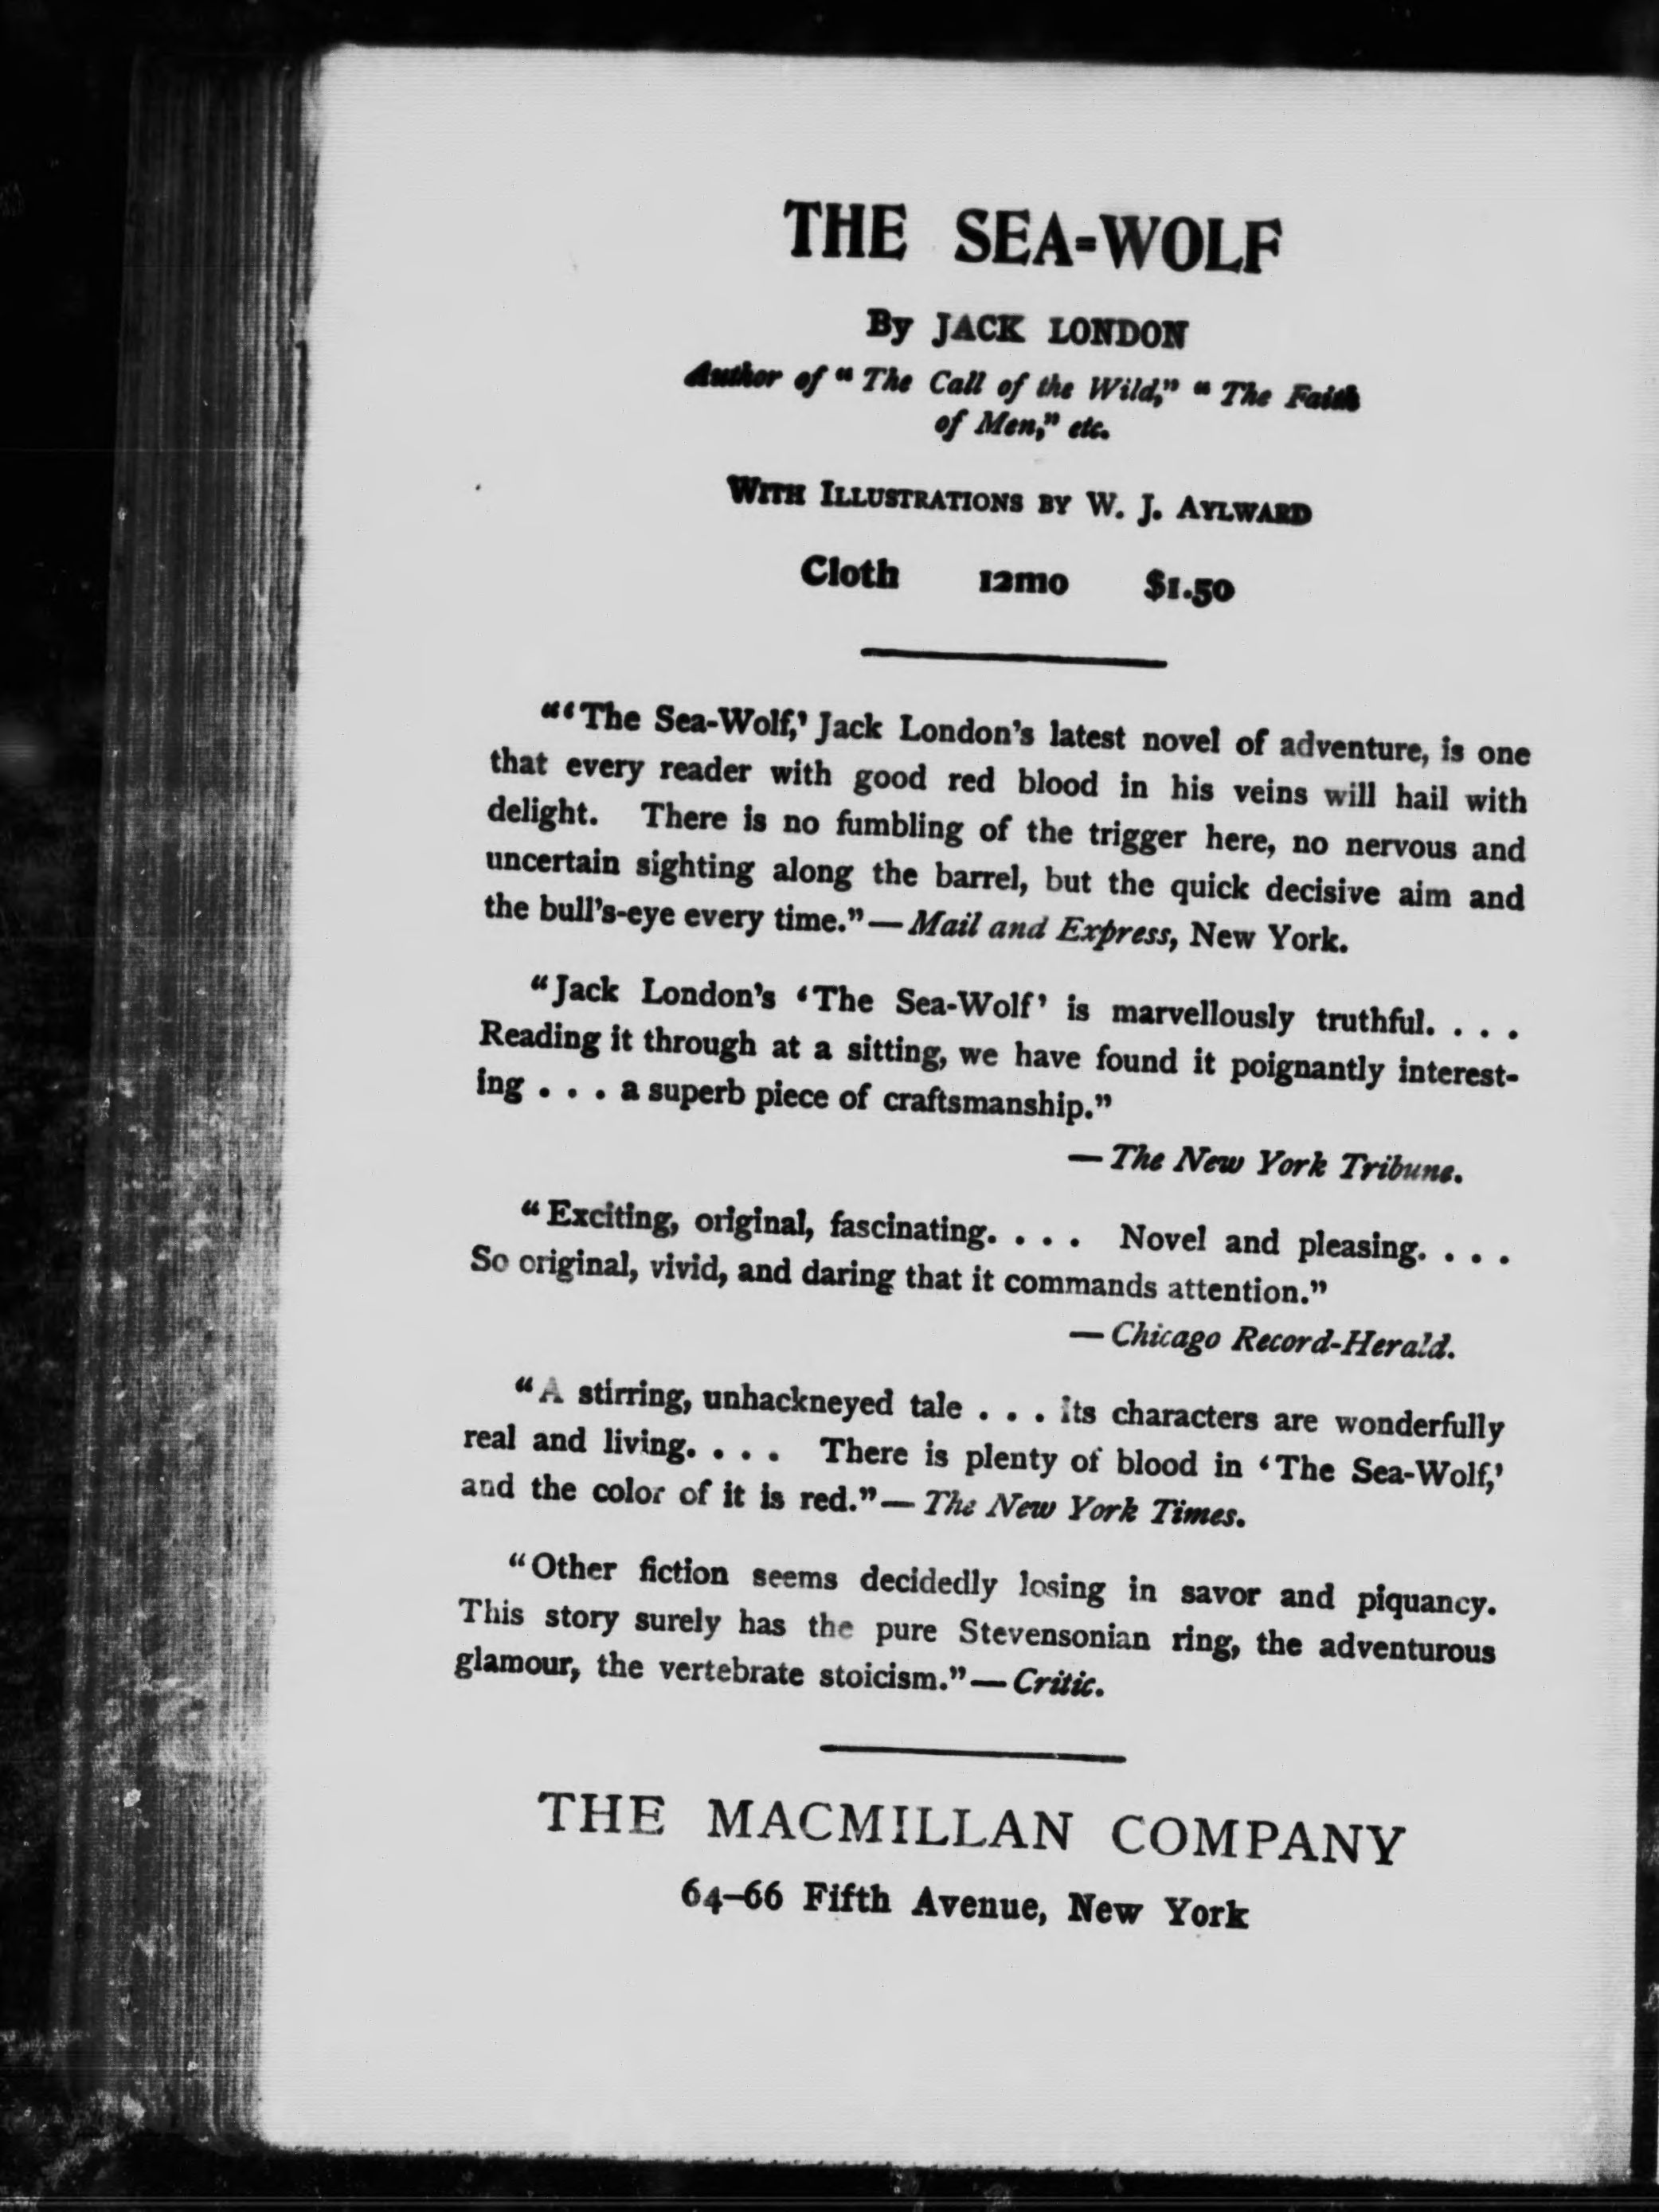 THE SEA-WOLF
By JACK LONDON
Author of "The Call of the Wild," "The Faith
of Men," etc.
WITH ILLUSTRATIONS BY W. J. AYLWARD
Cloth 12mo $1.50
"'The Sea-Wolf,' Jack London's latest novel of adventure, is one
that every reader with good red blood in his veins will hail with
delight. There is no fumbling of the trigger here, no nervous and
uncertain sighting along the barrel, but the quick decisive aim and
the bull's-eye every time."—Mail and Express, New York.
"Jack London's 'The Sea-Wolf' is marvellously truthful. . . .
Reading it through at a sitting, we have found it poignantly interest-
ing . . . a superb piece of craftsmanship."
—The New York Tribune.
"Exciting, original, fascinating. . . . Novel and pleasing. . . .
So original, vivid, and daring that it commands attention."
—Chicago Record-Herald.
"A stirring, unhackneyed tale . . . its characters are wonderfully
real and living. . . . There is plenty of blood in 'The Sea-Wolf,'
and the color of it is red."—The New York Times.
"Other fiction seems decidedly losing in savor and piquancy.
This story surely has the pure Stevensonian ring, the adventurous
glamour, the vertebrate stoicism."—Critic.
THE MACMILLAN COMPANY
64–66 Fifth Avenue, New York